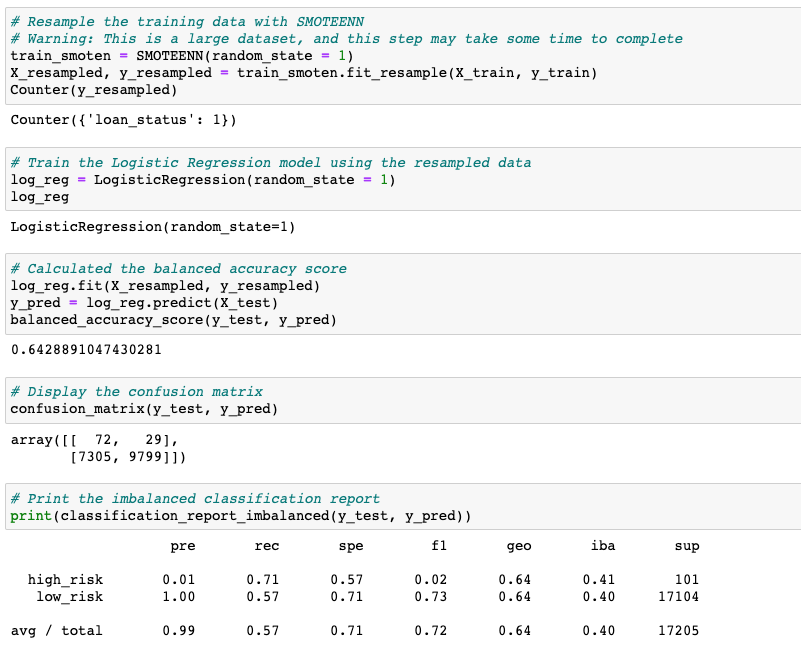 # Resample the training data with SMOTEENN
# Warning: This is a large dataset, and this step may take some time to complete
train_smoten = SMOTEENN(random_state = 1)
X_resampled, y_resampled = train_smoten.fit_resample(X_train, y_train)
Counter(y_resampled)
Counter({'loan_status': 1})
# Train the Logistic Regression model using the resampled data
log_reg = LogisticRegression(random_state = 1)
log_reg
LogisticRegression(random_state=1)
# Calculated the balanced accuracy score
log_reg.fit(X_resampled, y_resampled)
y_pred = log_reg.predict(X_test)
balanced_accuracy_score(y_test, y_pred)
0.6428891047430281
# Display the confusion matrix
confusion_matrix(y_test, y_pred)
array([[  72,   29],
       [7305, 9799]])
# Print the imbalanced classification report
print(classification_report_imbalanced(y_test, y_pred))
pre rec spe f1 geo iba sup
high_risk 0.01 0.71 0.57 0.02 0.64 0.41 101
low_risk 1.00 0.57 0.71 0.73 0.64 0.40 17104
avg / total 0.99 0.57 0.71 0.72 0.64 0.40 17205